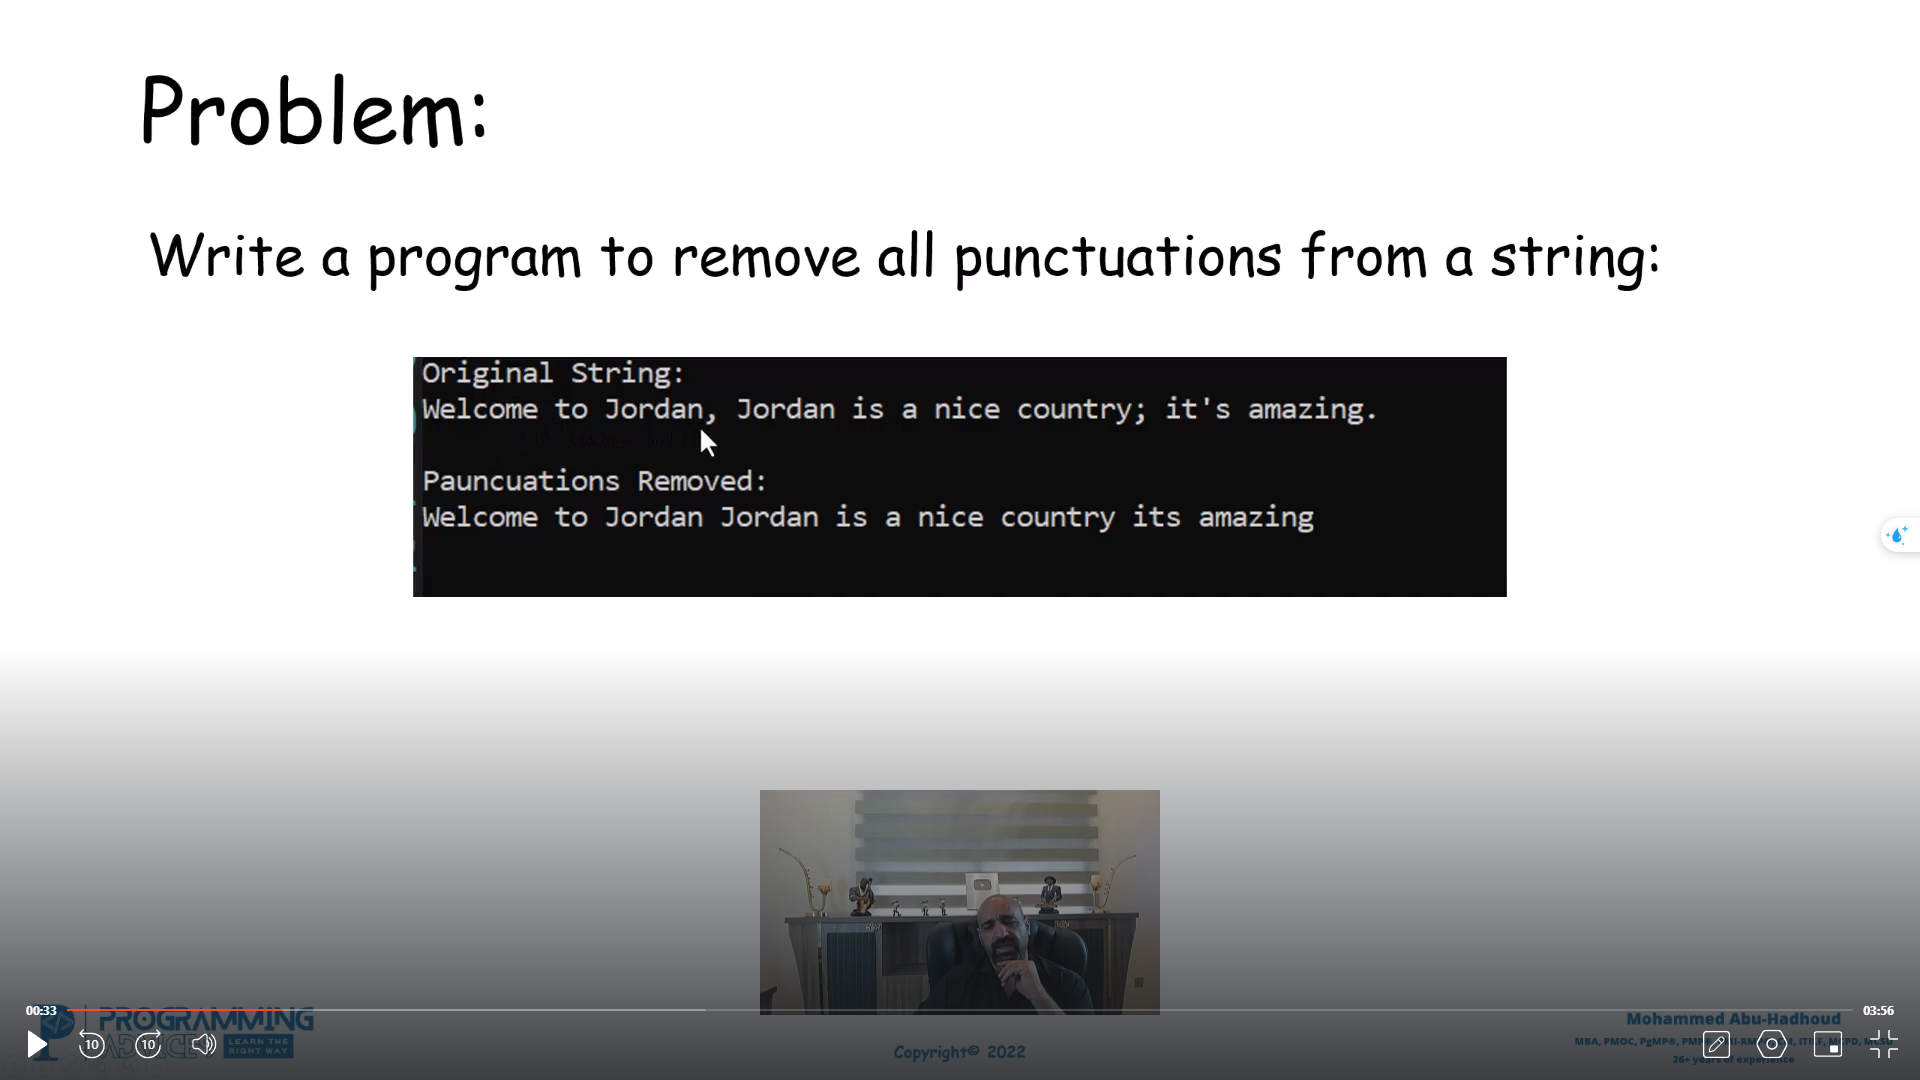 Problem:
Write a program to remove all punctuations from a string:
Original String:
Welcome to Jordan, Jordan is a nice country; it's amazing.
Pauncuations Removed:
Welcome to Jordan Jordan is a nice country its amazing
00:33
03:56
PROGRAMMING
ADVICES
LEARN THE
RIGHT WAY
10
10
Copyright© 2022
Mohammed Abu-Hadhoud
MBA, PMOC, PgMP®,
26+ years of experience